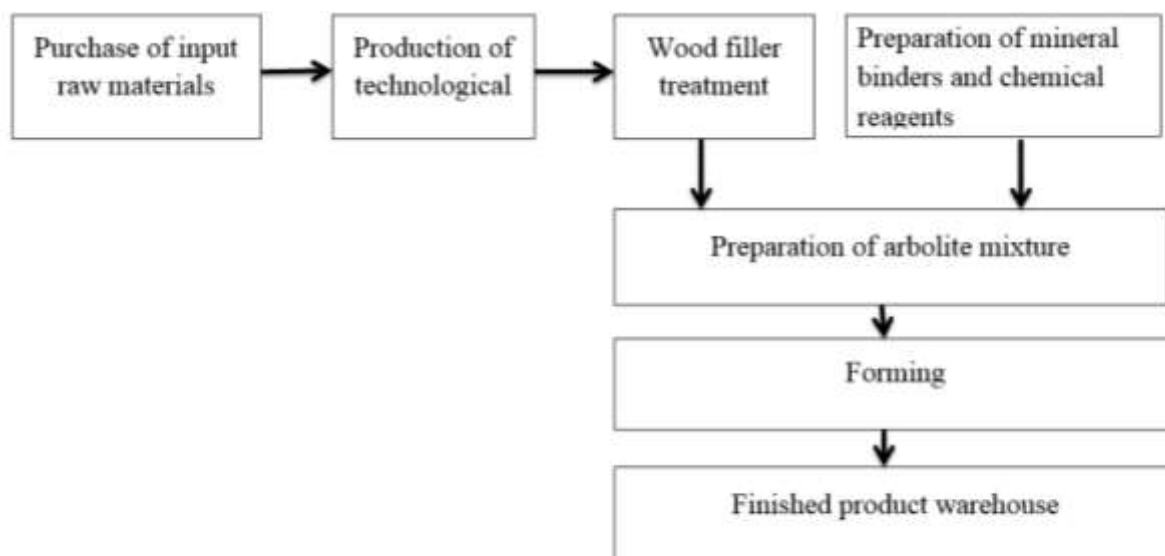 Purchase of input
raw materials
Production of
technological
Wood filler
treatment
Preparation of mineral
binders and chemical
reagents
Preparation of arbolite mixture
Forming
Finished product warehouse